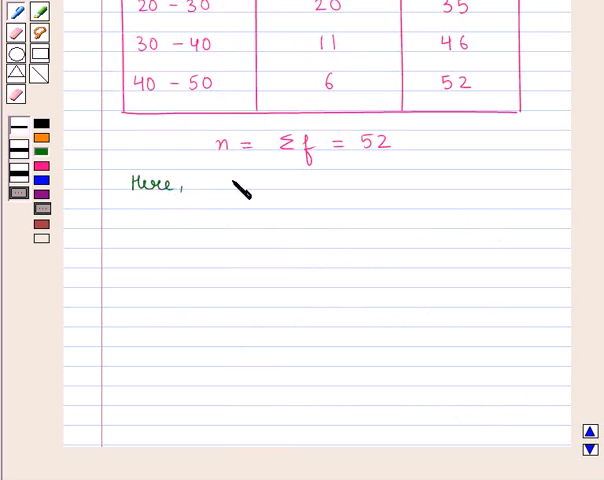 20 - 30 20 35
30 - 40 11 46
40 - 50 6 52
n = Σf = 52
Here,